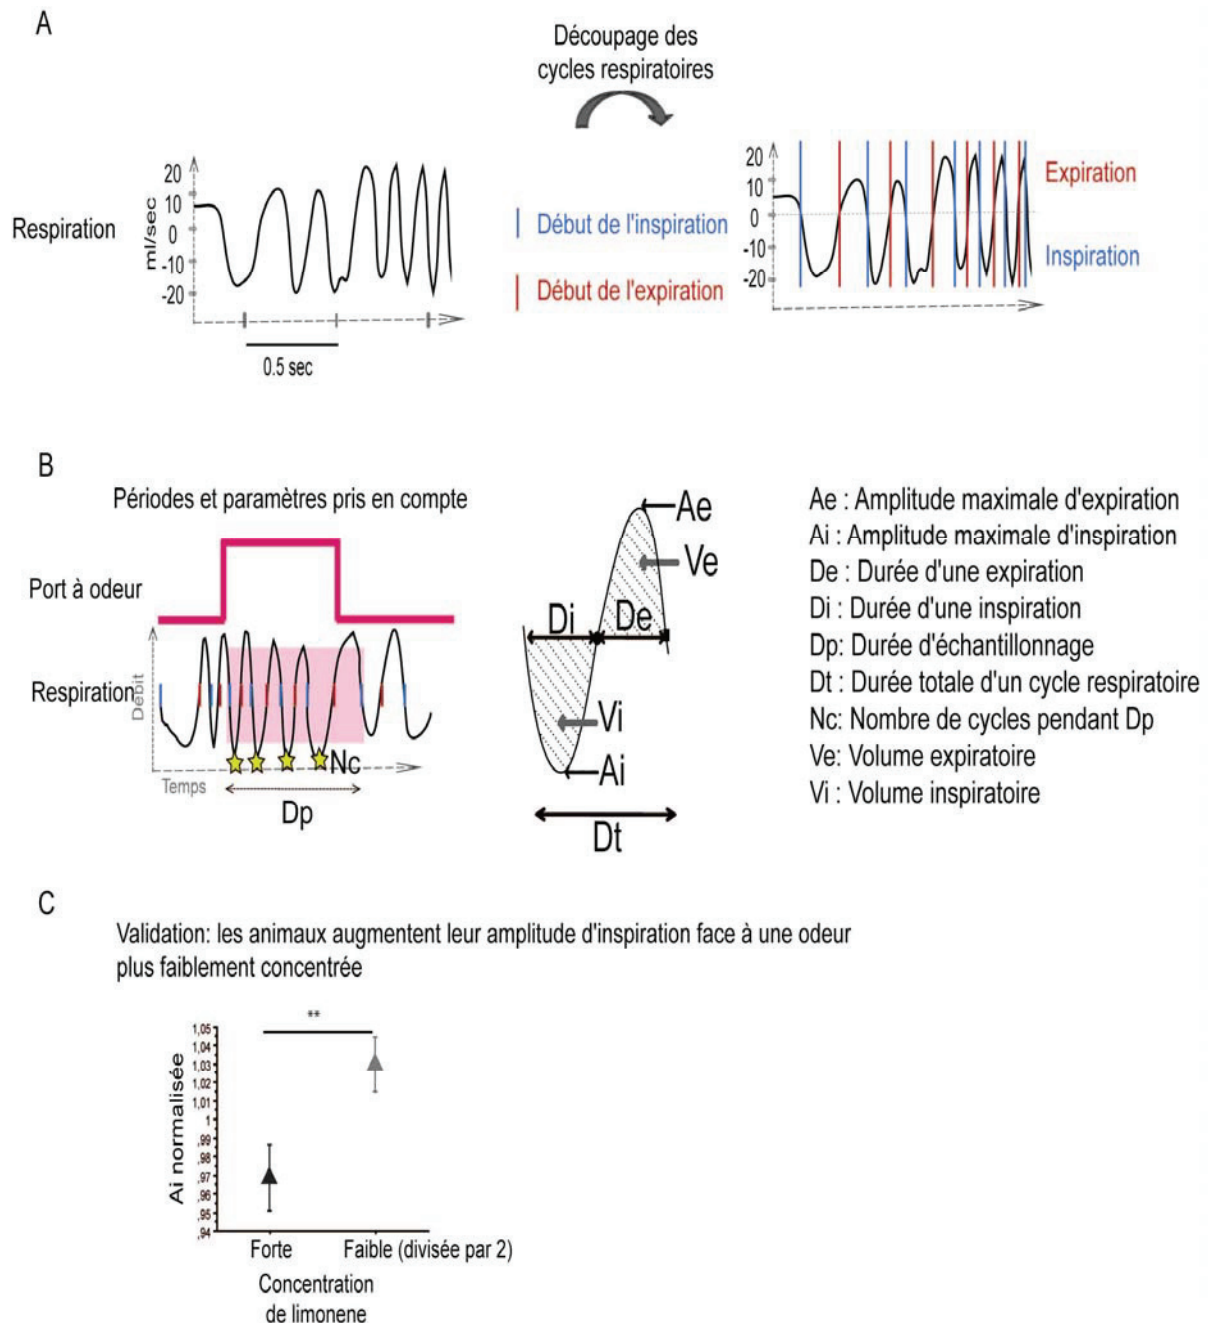 A
Découpage des
cycles respiratoires
Respiration
ml/sec
20
10
0
-10
-20
0.5 sec
Début de l'inspiration
Début de l'expiration
20
10
0
-10
-20
Expiration
Inspiration
B
Périodes et paramètres pris en compte
Port à odeur
Respiration
Débit
Temps
Nc
Dp
Ae
Ve
Di
De
Vi
Ai
Dt
Ae : Amplitude maximale d'expiration
Ai : Amplitude maximale d'inspiration
De : Durée d'une expiration
Di : Durée d'une inspiration
Dp: Durée d'échantillonnage
Dt : Durée totale d'un cycle respiratoire
Nc: Nombre de cycles pendant Dp
Ve: Volume expiratoire
Vi : Volume inspiratoire
C
Validation: les animaux augmentent leur amplitude d'inspiration face à une odeur
plus faiblement concentrée
**
Ai normalisée
1,05
1,04
1,03
1,02
1,01
1
,99
,98
,97
,96
,95
,94
Forte
Faible (divisée par 2)
Concentration
de limonene